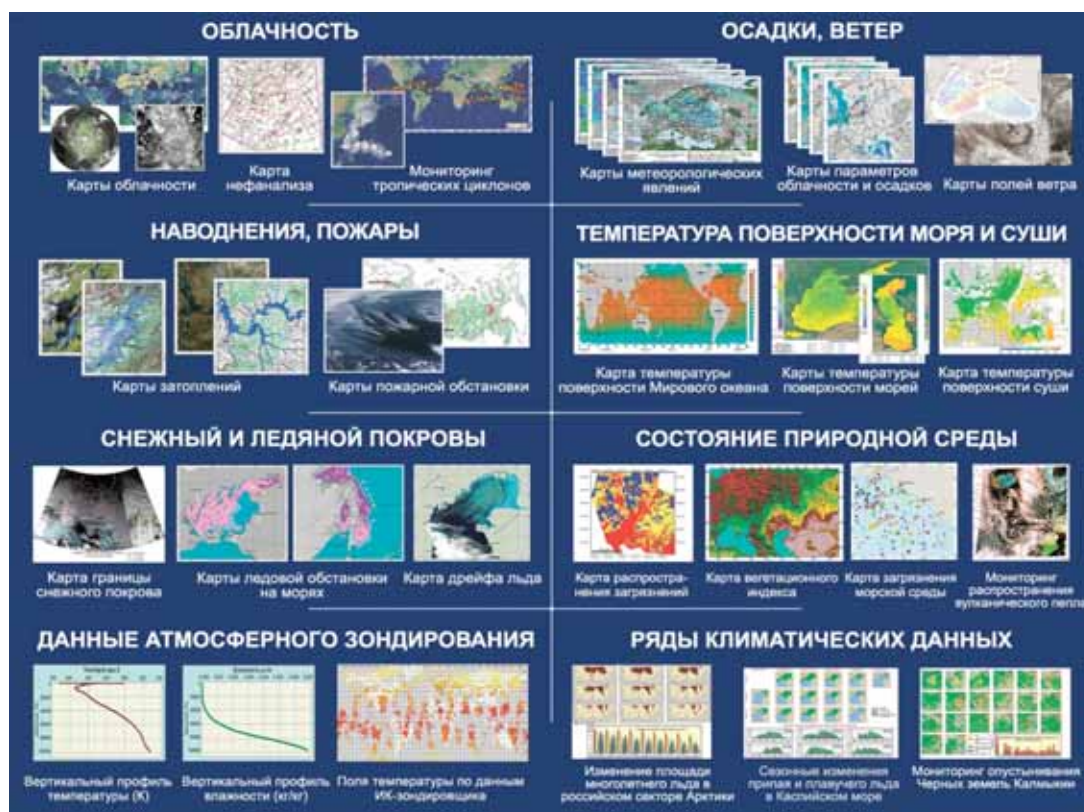 ОБЛАЧНОСТЬ
Карты облачности
Карта
нефанализа
Мониторинг
тропических циклонов
ОСАДКИ, ВЕТЕР
Карты метеорологических
явлений
Карты параметров
облачности и осадков
Карты полей ветра
НАВОДНЕНИЯ, ПОЖАРЫ
Карты затоплений
Карты пожарной обстановки
ТЕМПЕРАТУРА ПОВЕРХНОСТИ МОРЯ И СУШИ
Карта температуры
поверхности Мирового океана
Карты температуры
поверхности морей
Карта температуры
поверхности суши
СНЕЖНЫЙ И ЛЕДЯНОЙ ПОКРОВЫ
Карта границы
снежного покрова
Карты ледовой обстановки
на морях
Карта дрейфа льда
СОСТОЯНИЕ ПРИРОДНОЙ СРЕДЫ
Карта распростра-
нения загрязнений
Карта вегетационного
индекса
Карта загрязнения
морской среды
Мониторинг
распространения
вулканического пепла
ДАННЫЕ АТМОСФЕРНОГО ЗОНДИРОВАНИЯ
Вертикальный профиль
температуры (К)
Вертикальный профиль
влажности (кг/кг)
Поля температуры по данным
ИК-зондировщика
РЯДЫ КЛИМАТИЧЕСКИХ ДАННЫХ
Изменение площади
многолетнего льда в
российском секторе Арктики
Сезонные изменения
припая и плавучего льда
в Каспийском море
Мониторинг опустынивания
Черных земель Калмыкии